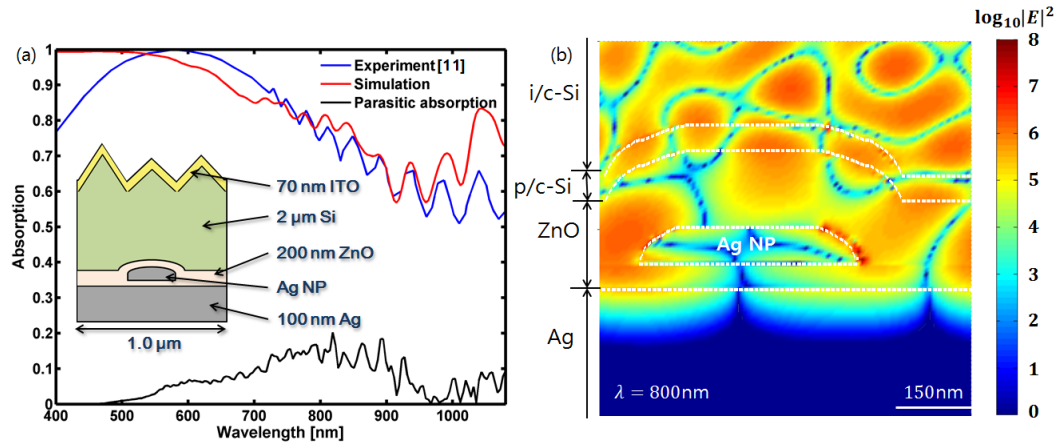 (a)
Experiment[11]
Simulation
Parasitic absorption
70 nm ITO
2 µm Si
200 nm ZnO
Ag NP
100 nm Ag
1.0 µm
Absorption
1
0.9
0.8
0.7
0.6
0.5
0.4
0.3
0.2
0.1
0
400
500
600
700
800
900
1000
Wavelength [nm]
(b)
log₁₀|E|²
i/c-Si
p/c-Si
ZnO
Ag
Ag NP
λ = 800nm
150nm
8
7
6
5
4
3
2
1
0